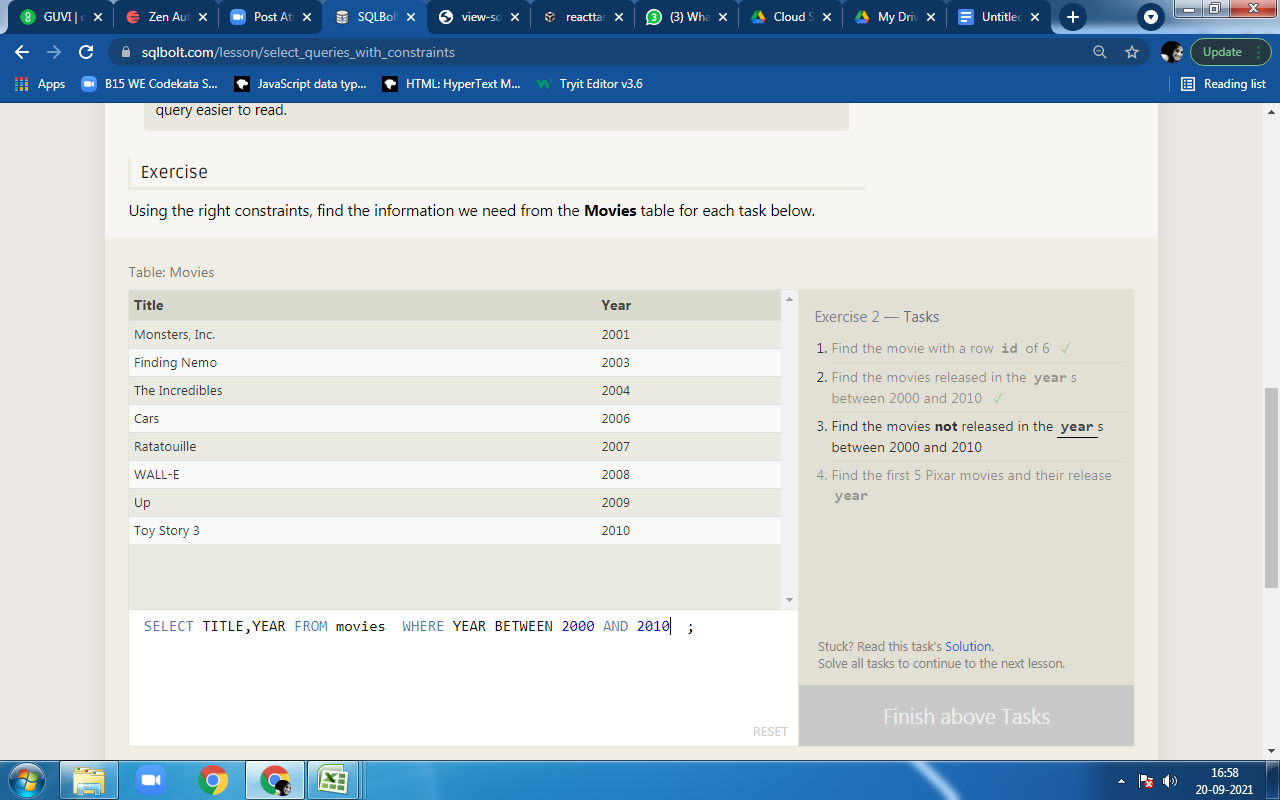 GUVI | c
Zen Aut
Post Att
SQLBolt
view-so
reacttas
(3) Wha
Cloud S
My Driv
Untitled
sqlbolt.com/lesson/select_queries_with_constraints
Update
Apps
B15 WE Codekata S...
JavaScript data typ...
HTML: HyperText M...
Tryit Editor v3.6
Reading list
query easier to read.
Exercise
Using the right constraints, find the information we need from the Movies table for each task below.
Table: Movies
Title Year
Monsters, Inc. 2001
Finding Nemo 2003
The Incredibles 2004
Cars 2006
Ratatouille 2007
WALL-E 2008
Up 2009
Toy Story 3 2010
SELECT TITLE,YEAR FROM movies  WHERE YEAR BETWEEN 2000 AND 2010  ;
RESET
Exercise 2 — Tasks
1. Find the movie with a row id of 6 ✓
2. Find the movies released in the year s
between 2000 and 2010 ✓
3. Find the movies not released in the year s
between 2000 and 2010
4. Find the first 5 Pixar movies and their release
year
Stuck? Read this task's Solution.
Solve all tasks to continue to the next lesson.
Finish above Tasks
16:58
20-09-2021